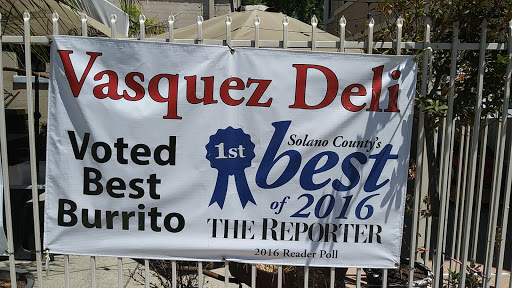 Vasquez Deli
Voted
Best
Burrito
1st
Solano County's
best
of 2016
THE REPORTER
2016 Reader Poll